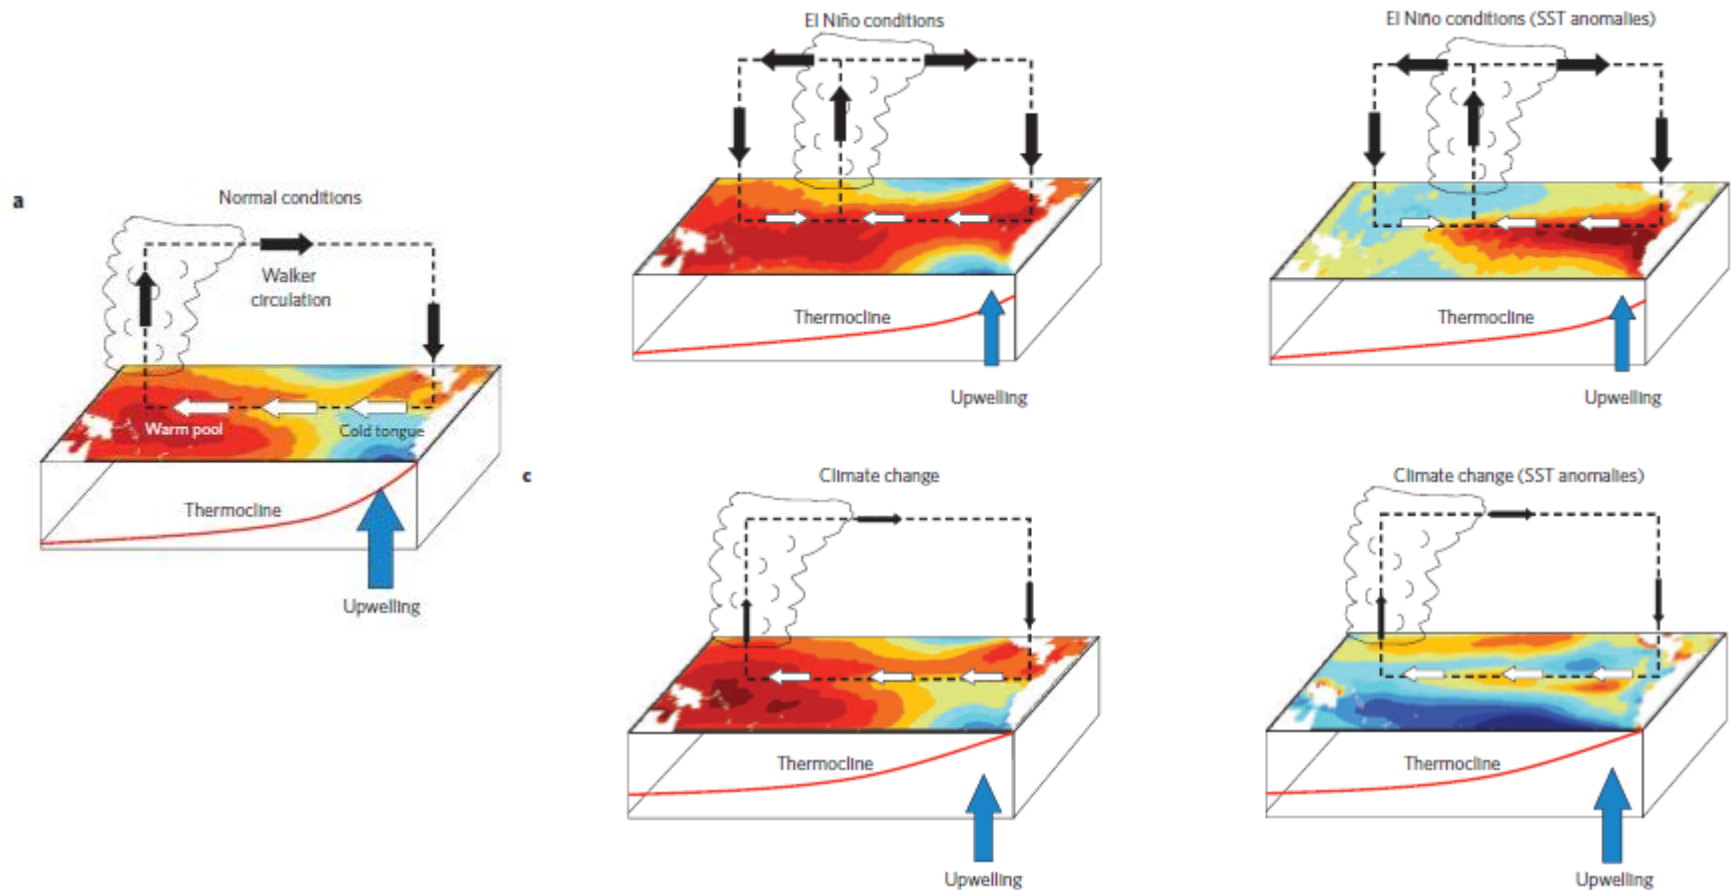 a
Normal conditions
Walker
circulation
Warm pool
Cold tongue
Thermocline
Upwelling
El Niño conditions
Thermocline
Upwelling
El Niño conditions (SST anomalies)
Thermocline
Upwelling
c
Climate change
Thermocline
Upwelling
Climate change (SST anomalies)
Thermocline
Upwelling